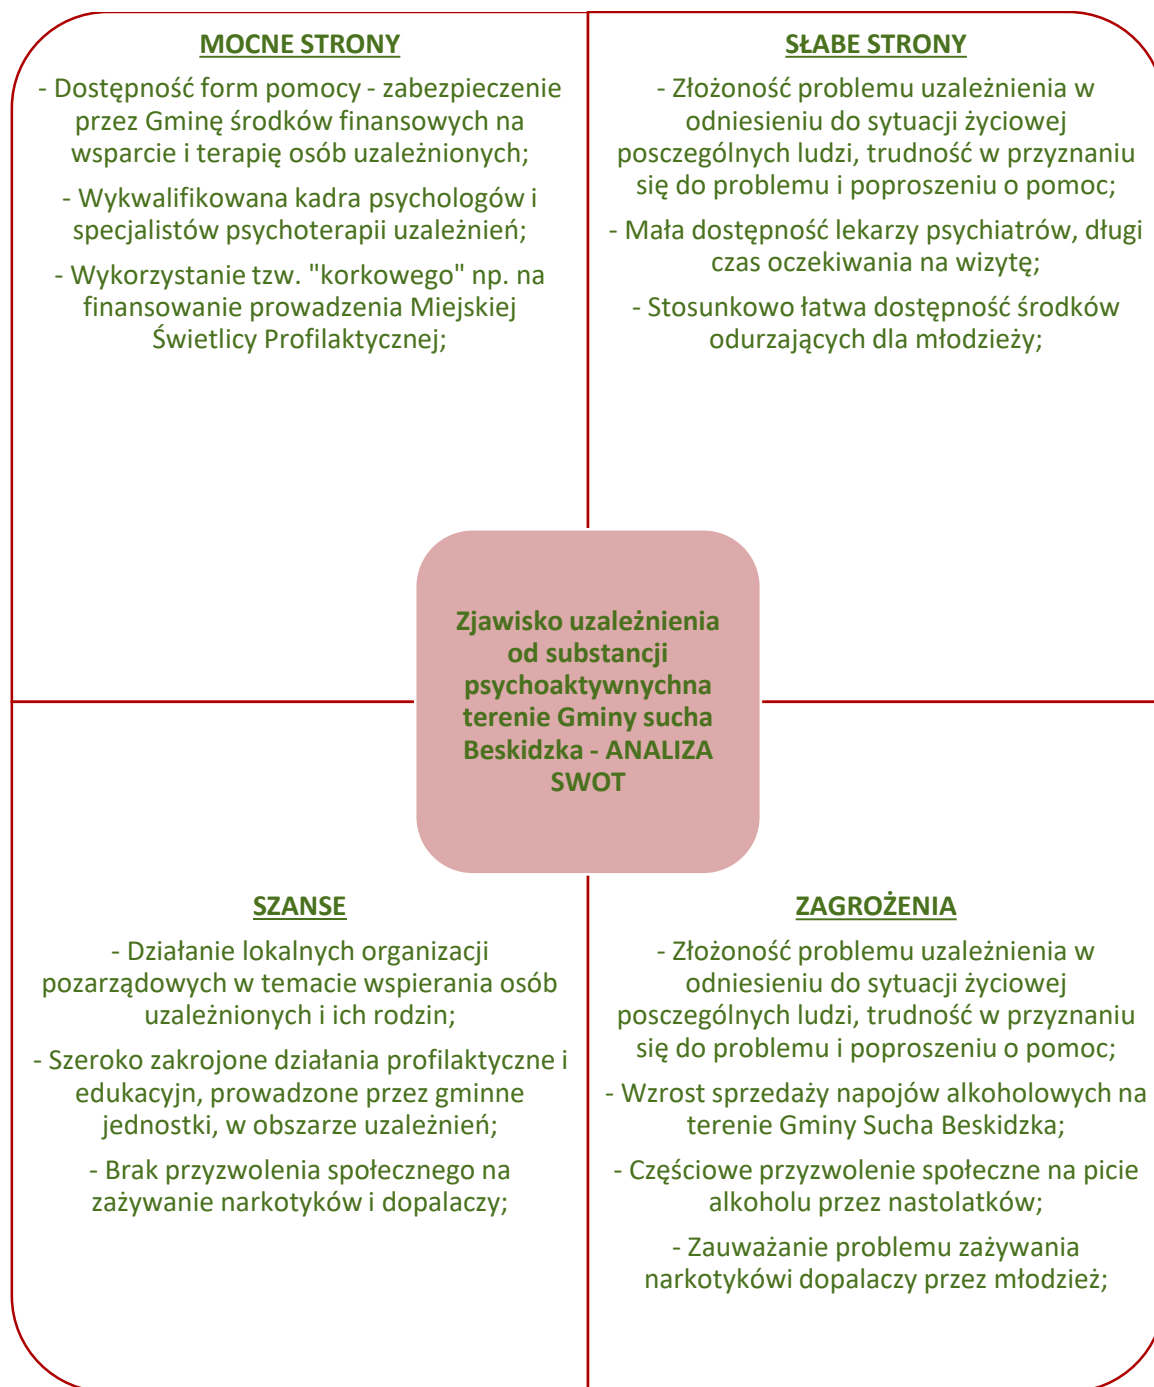 MOCNE STRONY
- Dostępność form pomocy - zabezpieczenie
przez Gminę środków finansowych na
wsparcie i terapię osób uzależnionych;
- Wykwalifikowana kadra psychologów i
specjalistów psychoterapii uzależnień;
- Wykorzystanie tzw. "korkowego" np. na
finansowanie prowadzenia Miejskiej
Świetlicy Profilaktycznej;
SŁABE STRONY
- Złożoność problemu uzależnienia w
odniesieniu do sytuacji życiowej
posczególnych ludzi, trudność w przyznaniu
się do problemu i poproszeniu o pomoc;
- Mała dostępność lekarzy psychiatrów, długi
czas oczekiwania na wizytę;
- Stosunkowo łatwa dostępność środków
odurzających dla młodzieży;
Zjawisko uzależnienia
od substancji
psychoaktywnychna
terenie Gminy sucha
Beskidzka - ANALIZA
SWOT
SZANSE
- Działanie lokalnych organizacji
pozarządowych w temacie wspierania osób
uzależnionych i ich rodzin;
- Szeroko zakrojone działania profilaktyczne i
edukacyjn, prowadzone przez gminne
jednostki, w obszarze uzależnień;
- Brak przyzwolenia społecznego na
zażywanie narkotyków i dopalaczy;
ZAGROŻENIA
- Złożoność problemu uzależnienia w
odniesieniu do sytuacji życiowej
posczególnych ludzi, trudność w przyznaniu
się do problemu i poproszeniu o pomoc;
- Wzrost sprzedaży napojów alkoholowych na
terenie Gminy Sucha Beskidzka;
- Częściowe przyzwolenie społeczne na picie
alkoholu przez nastolatków;
- Zauważanie problemu zażywania
narkotykówi dopalaczy przez młodzież;